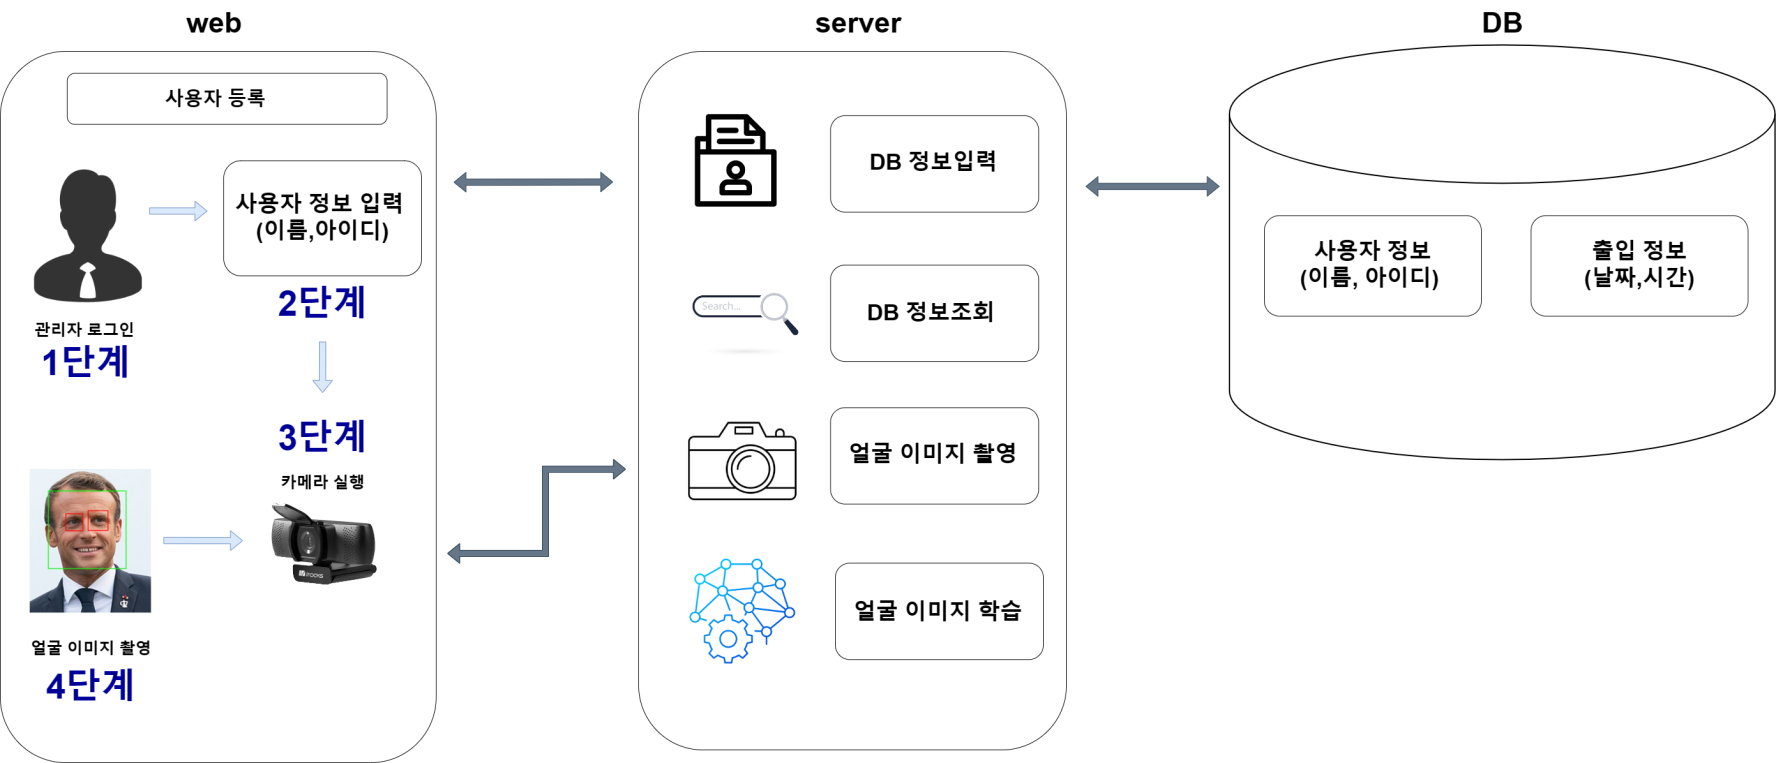 web
server
DB
사용자 등록
사용자 정보 입력
(이름,아이디)
2단계
관리자 로그인
1단계
3단계
카메라 실행
얼굴 이미지 촬영
4단계
DB 정보입력
Search...
DB 정보조회
얼굴 이미지 촬영
얼굴 이미지 학습
사용자 정보
(이름, 아이디)
출입 정보
(날짜,시간)